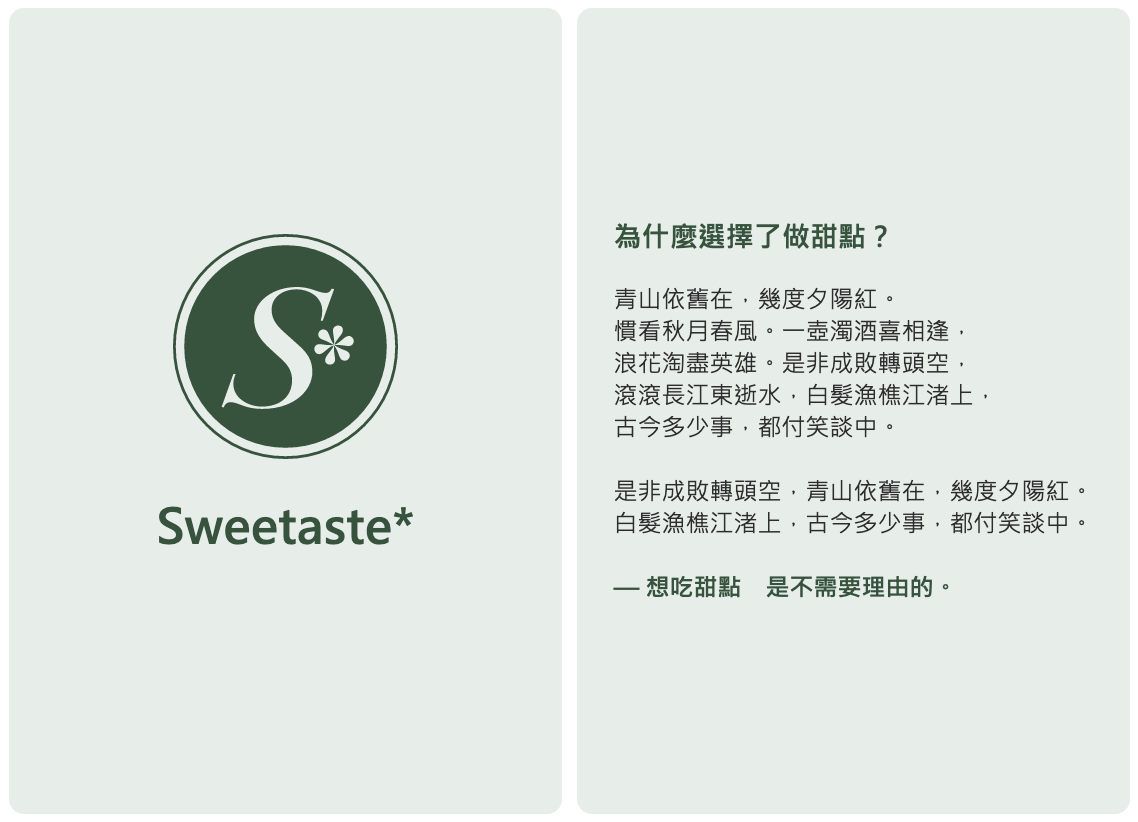 S*
Sweetaste*
為什麼選擇了做甜點？
青山依舊在，幾度夕陽紅。
慣看秋月春風。一壺濁酒喜相逢，
浪花淘盡英雄。是非成敗轉頭空，
滾滾長江東逝水，白髮漁樵江渚上，
古今多少事，都付笑談中。
是非成敗轉頭空，青山依舊在，幾度夕陽紅。
白髮漁樵江渚上，古今多少事，都付笑談中。
— 想吃甜點　是不需要理由的。